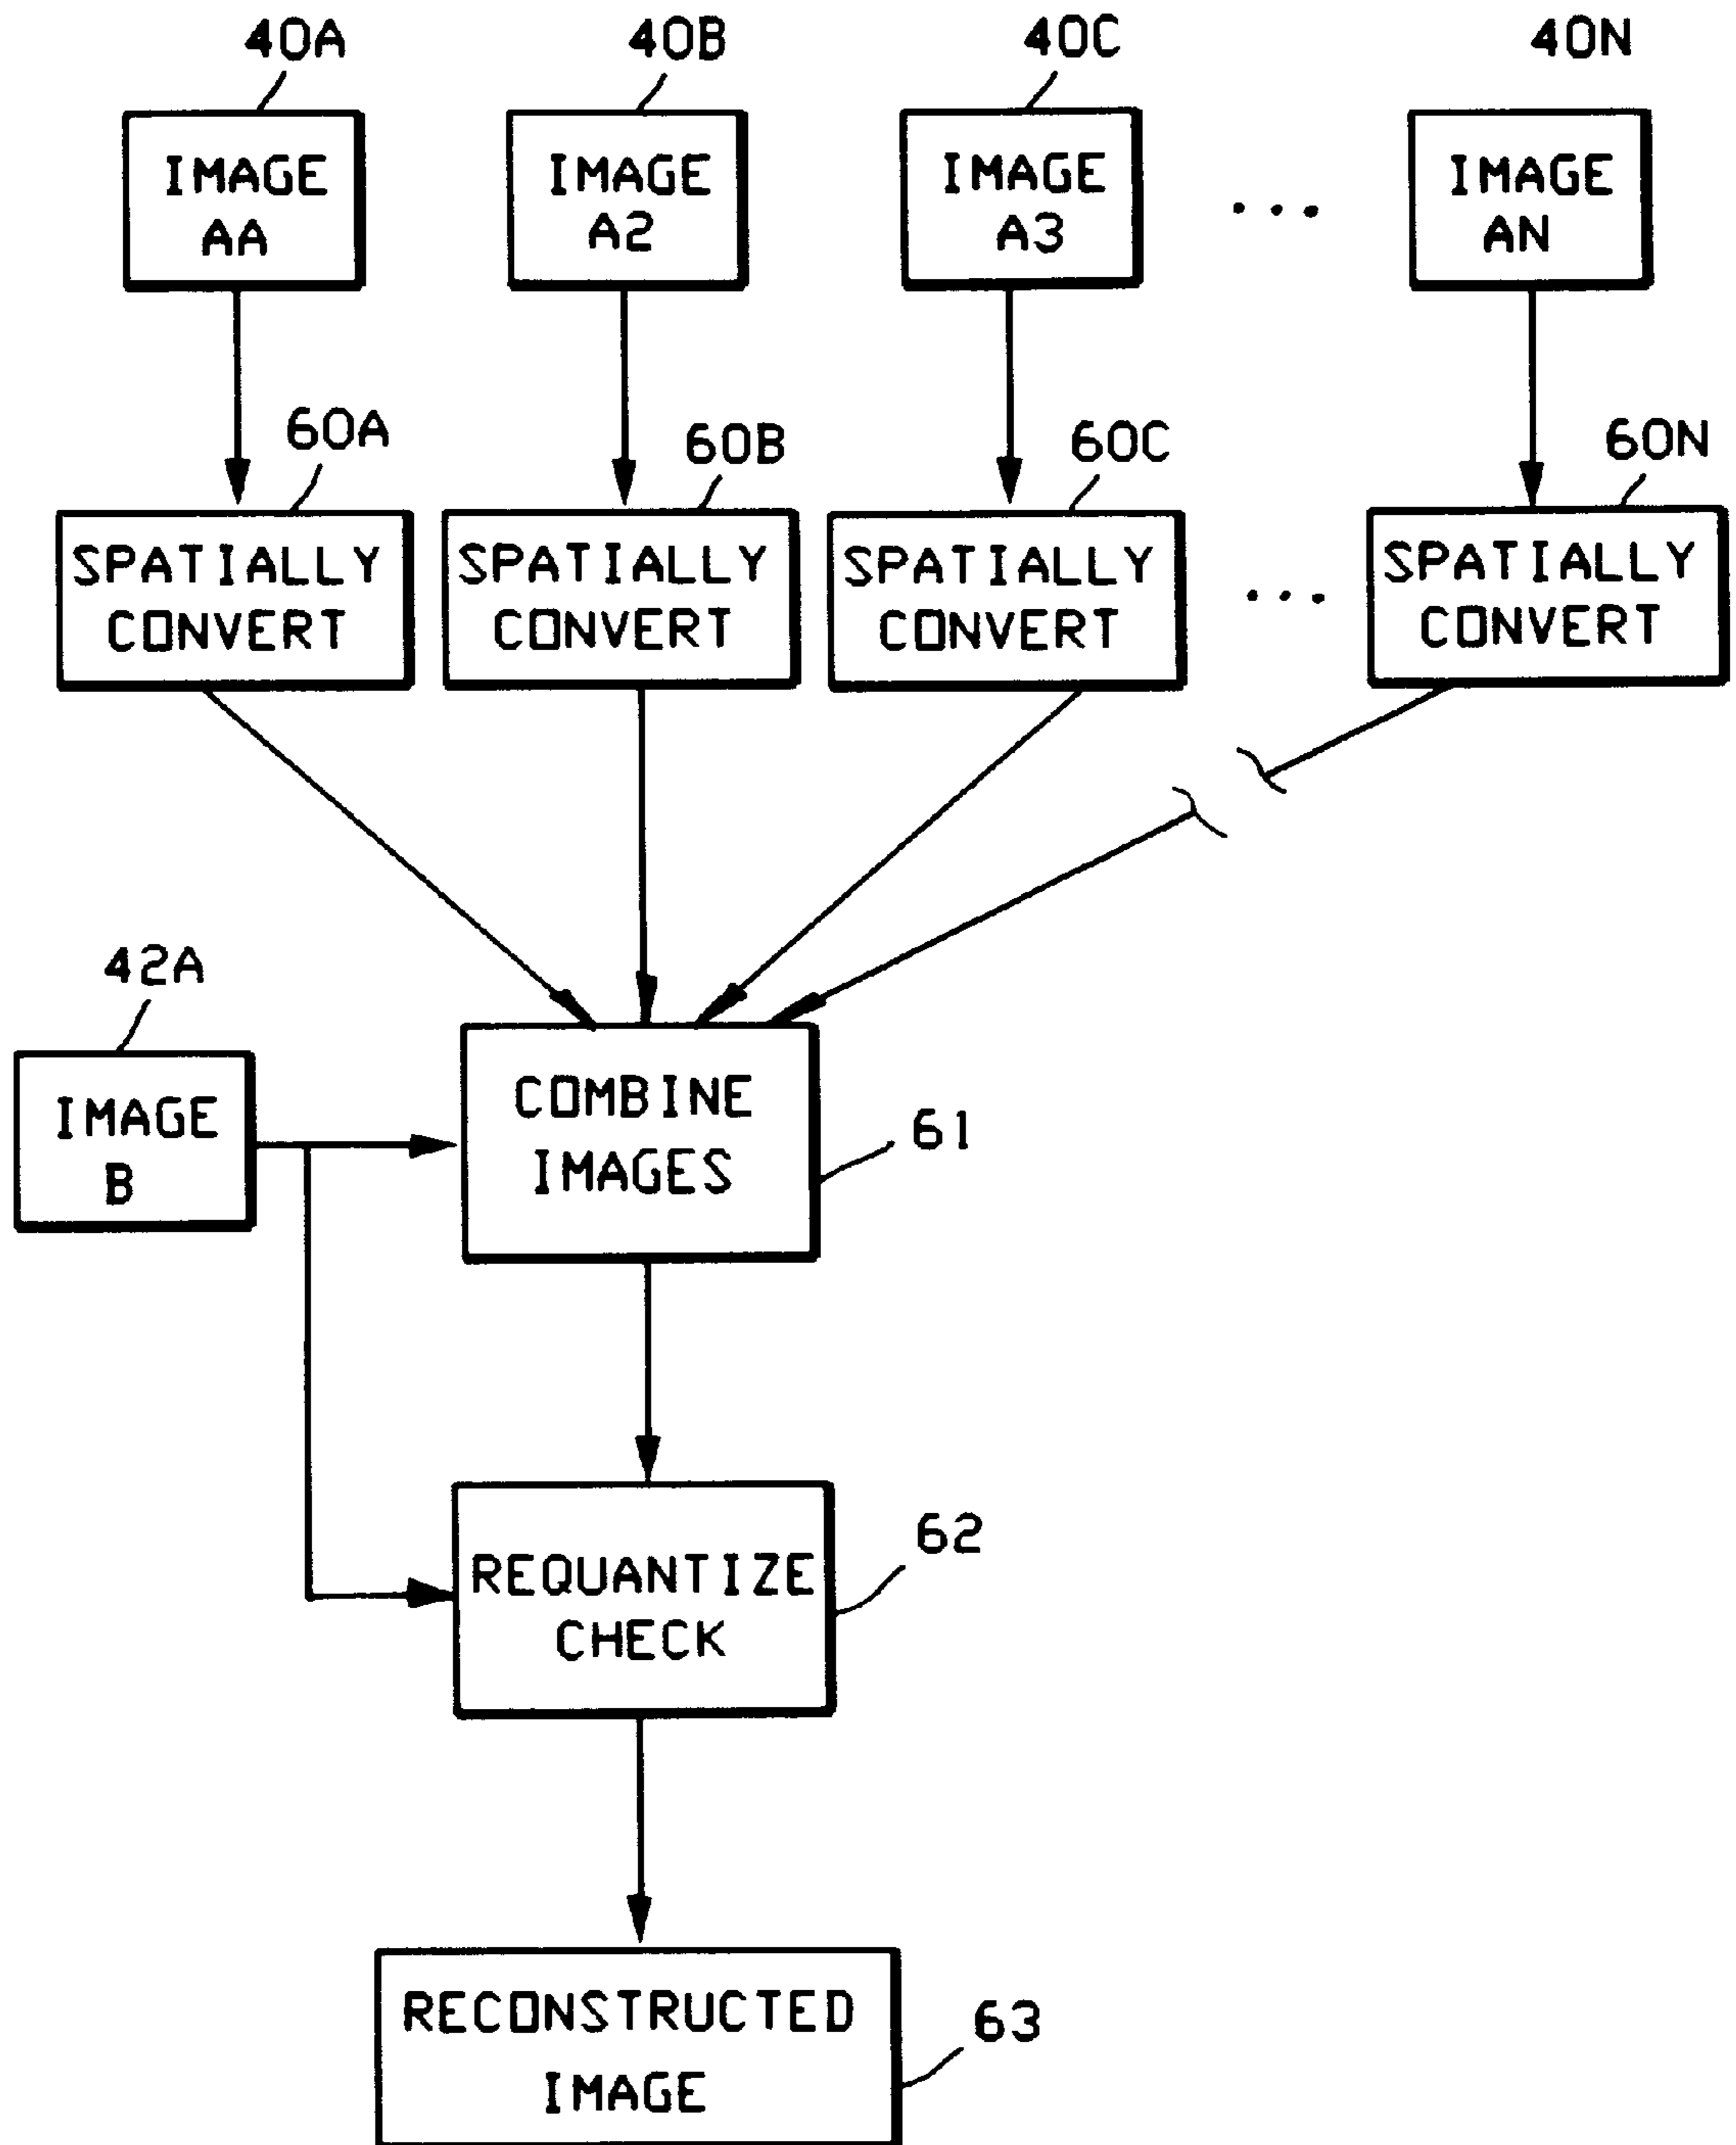 40A
40B
40C
40N
IMAGE
AA
IMAGE
A2
IMAGE
A3
...
IMAGE
AN
60A
60B
60C
60N
SPATIALLY
CONVERT
SPATIALLY
CONVERT
SPATIALLY
CONVERT
...
SPATIALLY
CONVERT
42A
IMAGE
B
COMBINE
IMAGES
61
REQUANTIZE
CHECK
62
RECONSTRUCTED
IMAGE
63